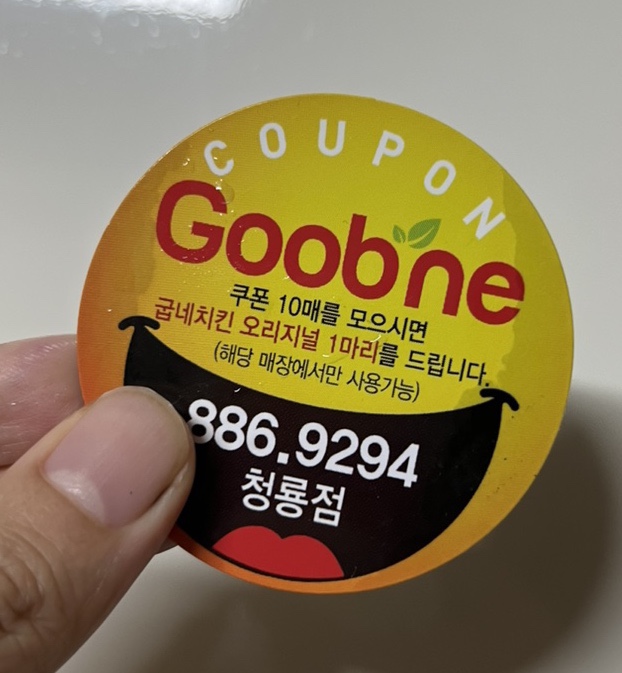 COUPON
Goobne
쿠폰 10매를 모으시면
굽네치킨 오리지널 1마리를 드립니다.
(해당 매장에서만 사용가능)
886.9294
청룡점